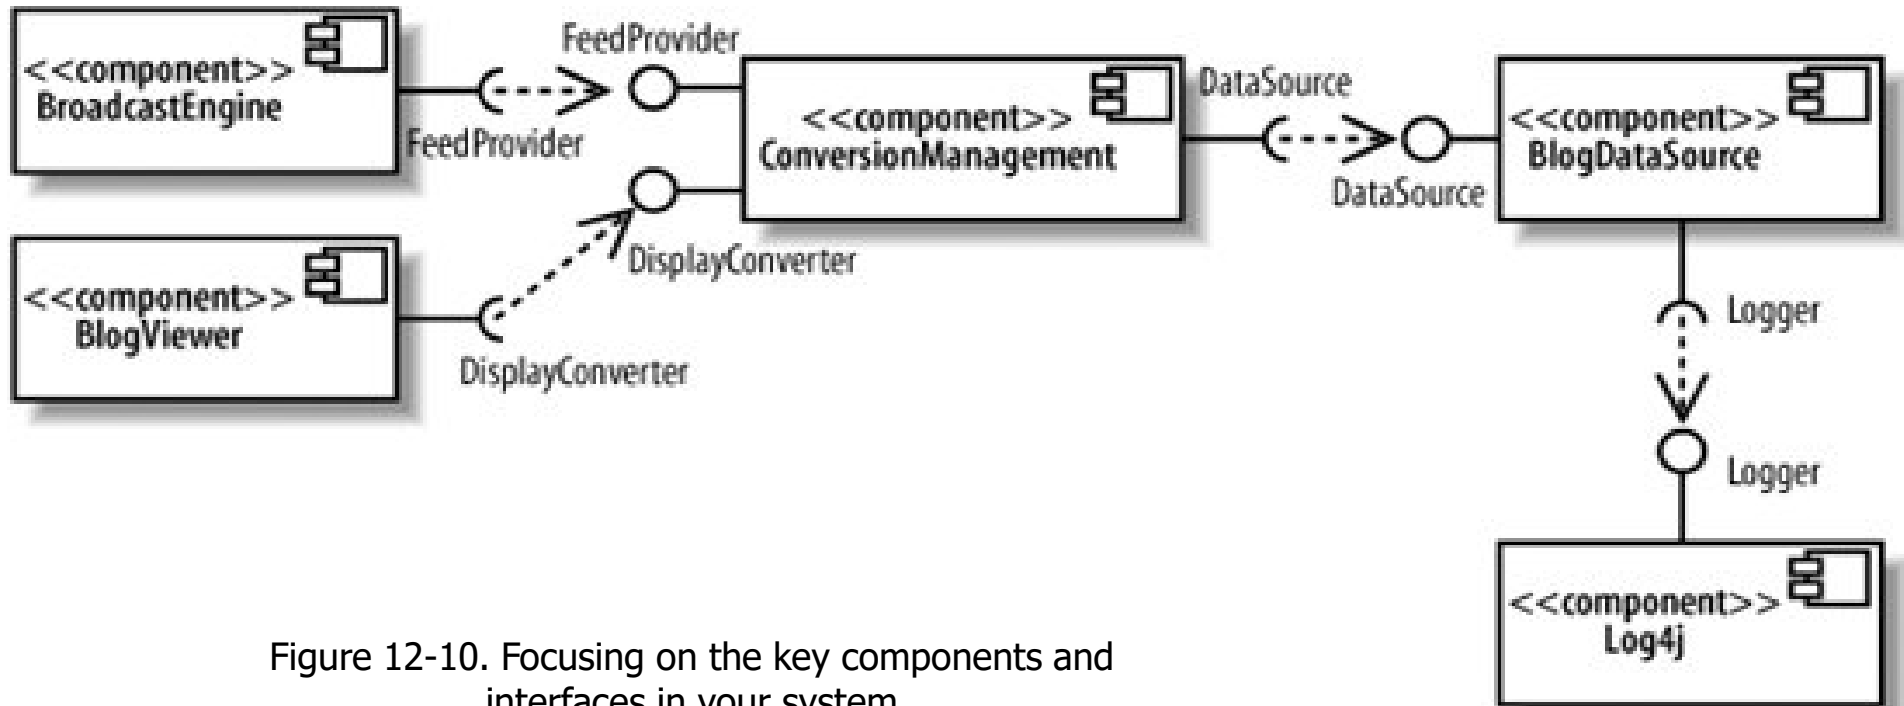 <<component>>
BroadcastEngine
FeedProvider
FeedProvider
<<component>>
ConversionManagement
DataSource
DataSource
<<component>>
BlogDataSource
<<component>>
BlogViewer
DisplayConverter
DisplayConverter
Logger
Logger
<<component>>
Log4j
Figure 12-10. Focusing on the key components and
interfaces in your system